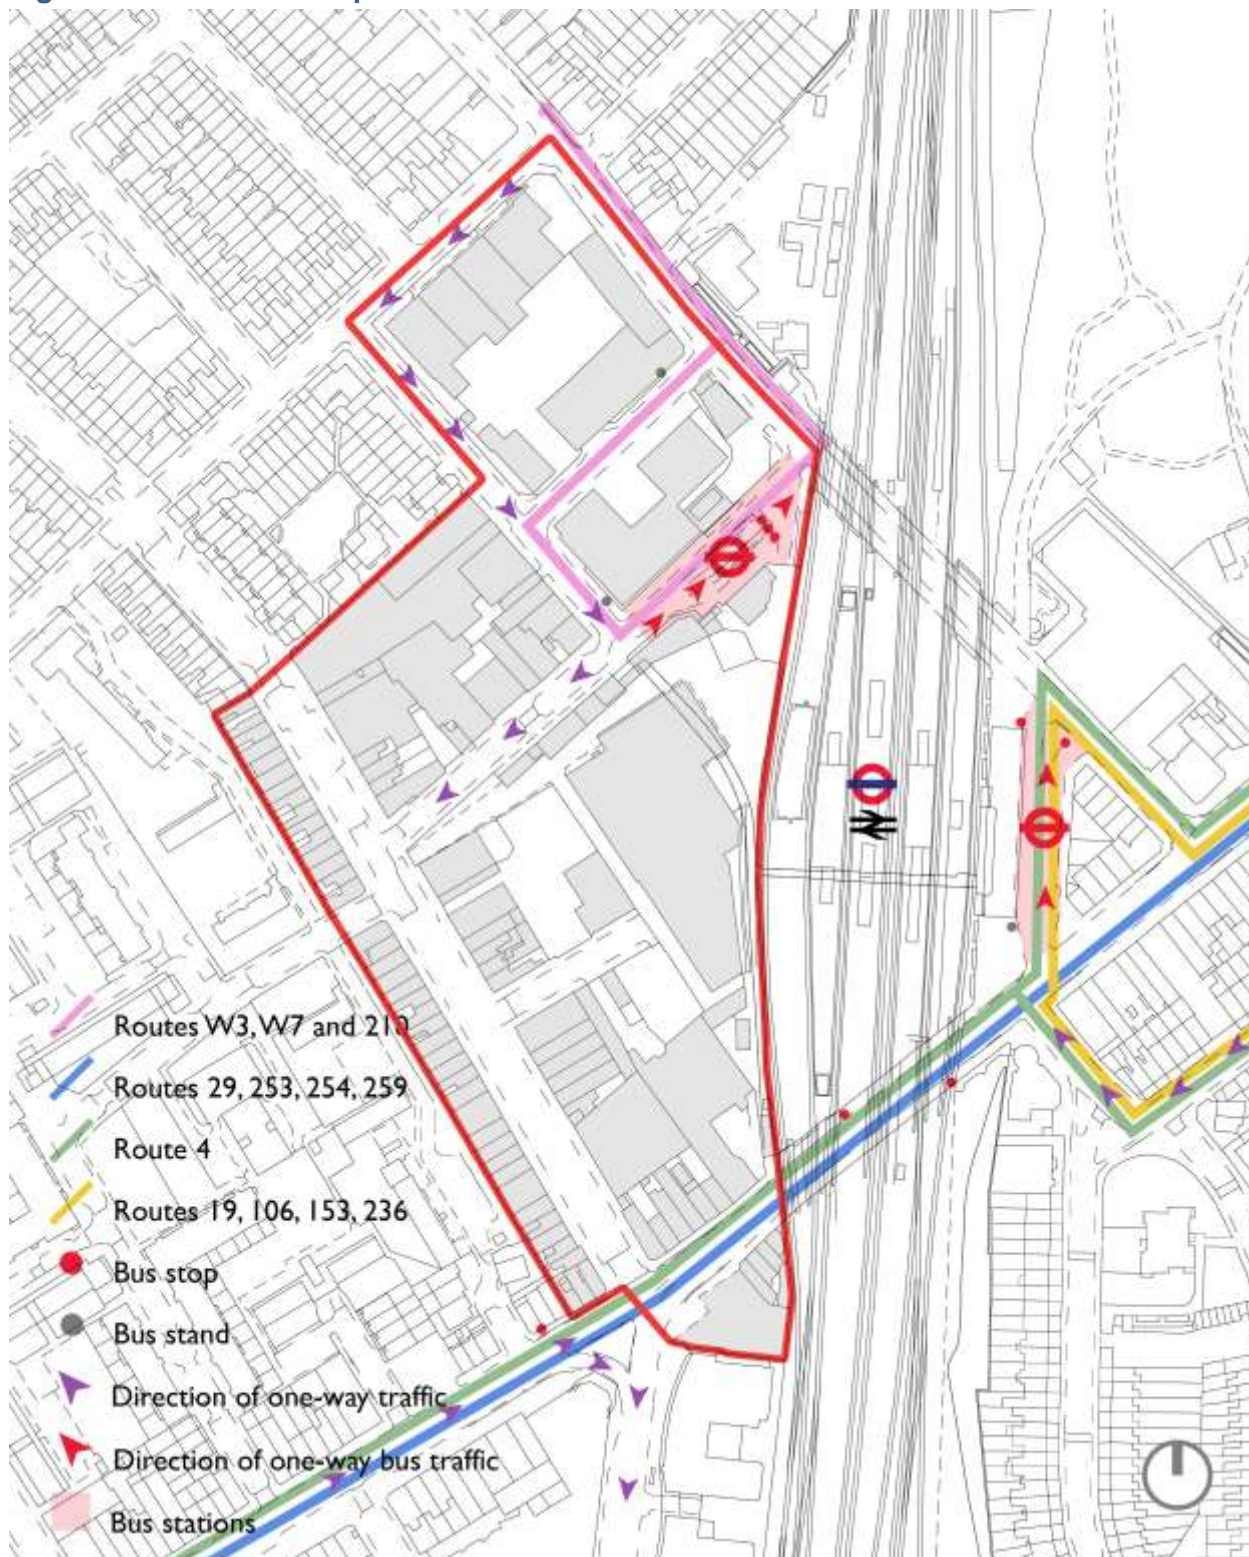 Routes W3, W7 and 210
Routes 29, 253, 254, 259
Route 4
Routes 19, 106, 153, 236
Bus stop
Bus stand
Direction of one-way traffic
Direction of one-way bus traffic
Bus stations